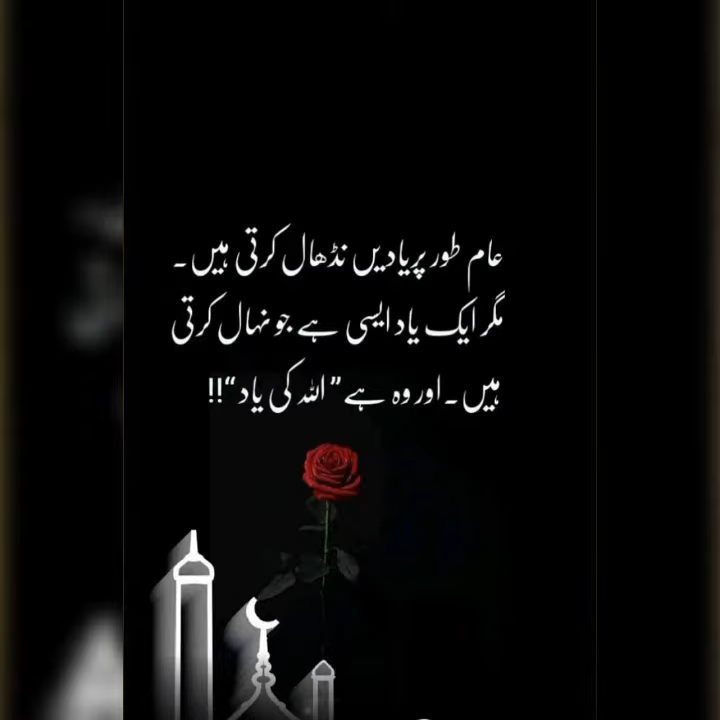 عام طور پر یادیں نڈھال کرتی ہیں۔
مگر ایک یاد ایسی ہے جو نہال کرتی
ہیں۔ اور وہ ہے ” اللہ کی یاد “!!